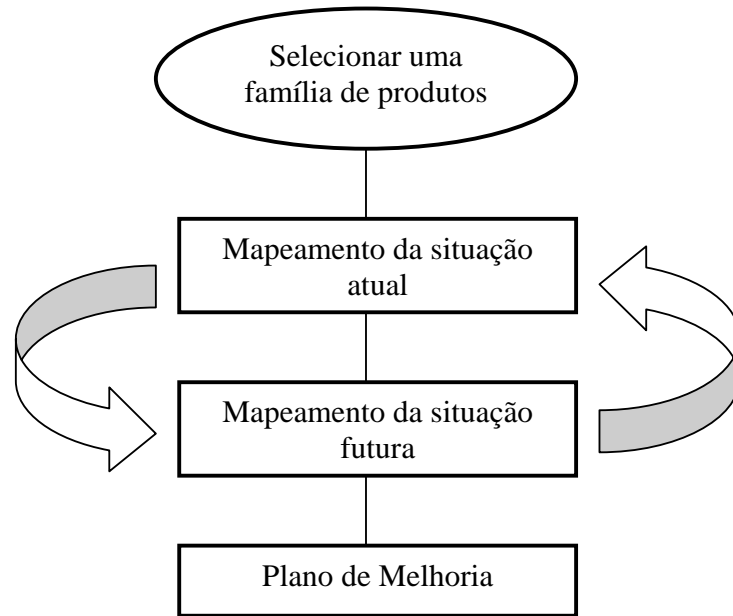 Selecionar uma
família de produtos
Mapeamento da situação
atual
Mapeamento da situação
futura
Plano de Melhoria